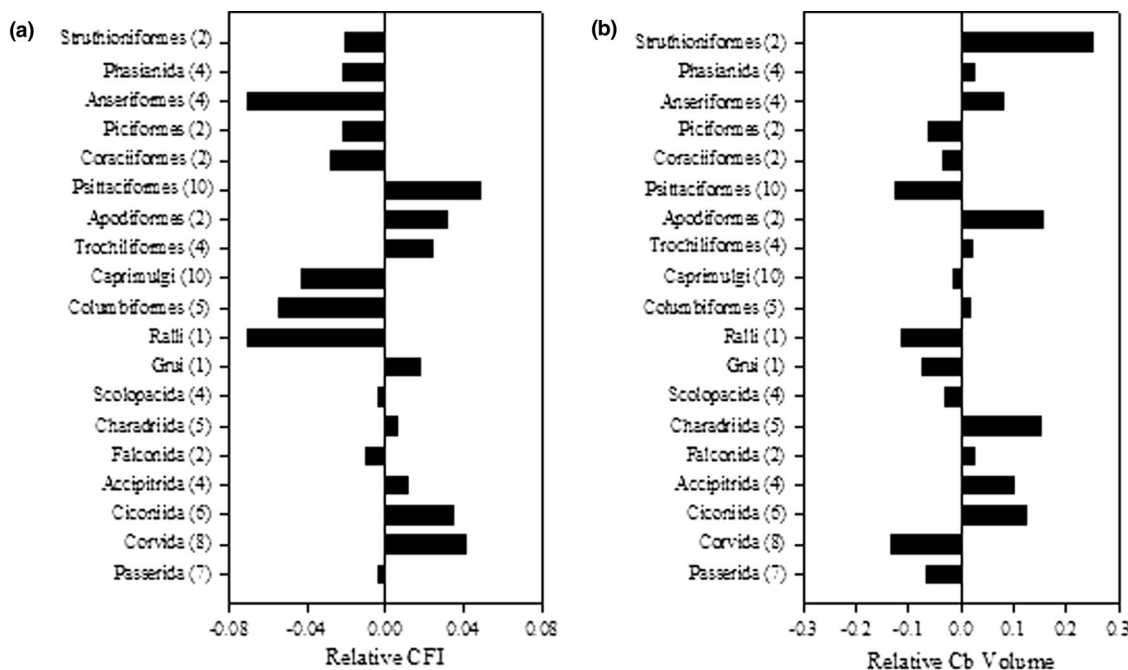 (a)
Struthioniformes (2)
Phasianida (4)
Anseriformes (4)
Piciformes (2)
Coraciiformes (2)
Psittaciformes (10)
Apodiformes (2)
Trochiliformes (4)
Caprimulgi (10)
Columbiformes (5)
Ralli (1)
Grui (1)
Scolopacida (4)
Charadriida (5)
Falconida (2)
Accipitrida (4)
Ciconiida (6)
Corvida (8)
Passerida (7)
-0.08 -0.04 0.00 0.04 0.08
Relative CFI
(b)
Struthioniformes (2)
Phasianida (4)
Anseriformes (4)
Piciformes (2)
Coraciiformes (2)
Psittaciformes (10)
Apodiformes (2)
Trochiliformes (4)
Caprimulgi (10)
Columbiformes (5)
Ralli (1)
Grui (1)
Scolopacida (4)
Charadriida (5)
Falconida (2)
Accipitrida (4)
Ciconiida (6)
Corvida (8)
Passerida (7)
-0.3 -0.2 -0.1 0.0 0.1 0.2 0.3
Relative Cb Volume